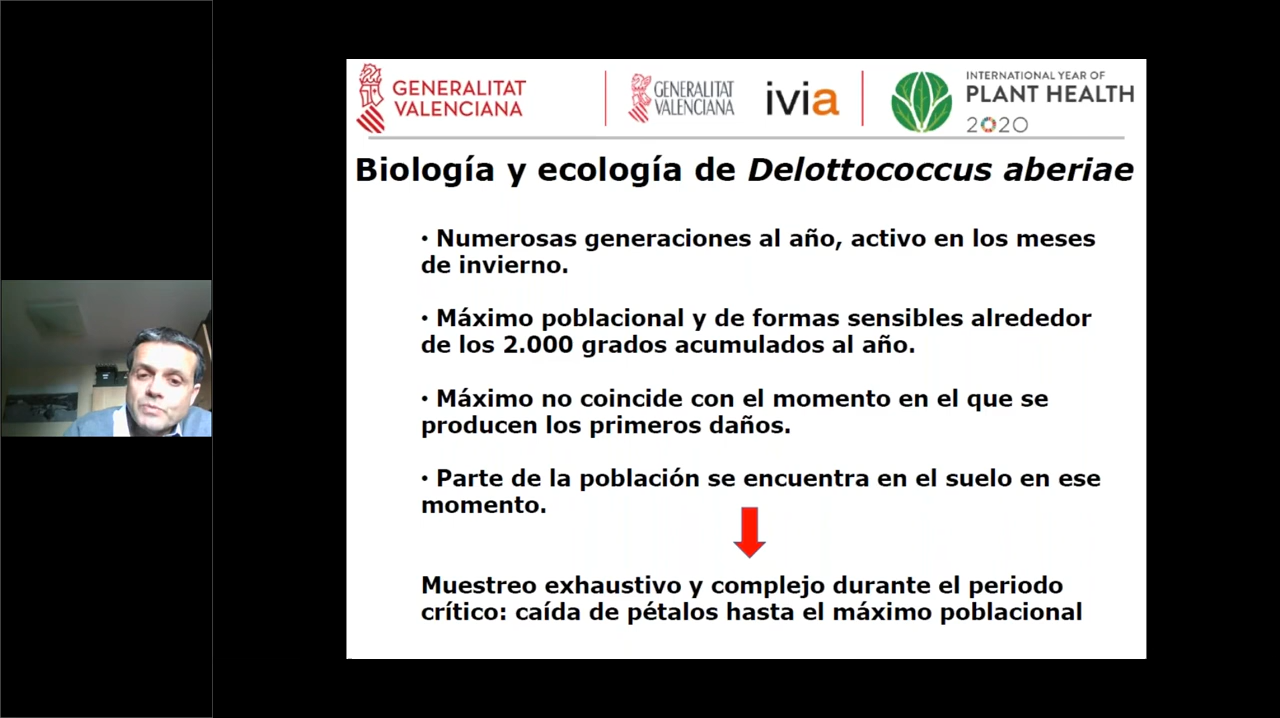 GENERALITAT
VALENCIANA
GENERALITAT
VALENCIANA
ivia
INTERNATIONAL YEAR OF
PLANT HEALTH
2020
Biología y ecología de Delottococcus aberiae
• Numerosas generaciones al año, activo en los meses
de invierno.
• Máximo poblacional y de formas sensibles alrededor
de los 2.000 grados acumulados al año.
• Máximo no coincide con el momento en el que se
producen los primeros daños.
• Parte de la población se encuentra en el suelo en ese
momento.
Muestreo exhaustivo y complejo durante el periodo
crítico: caída de pétalos hasta el máximo poblacional